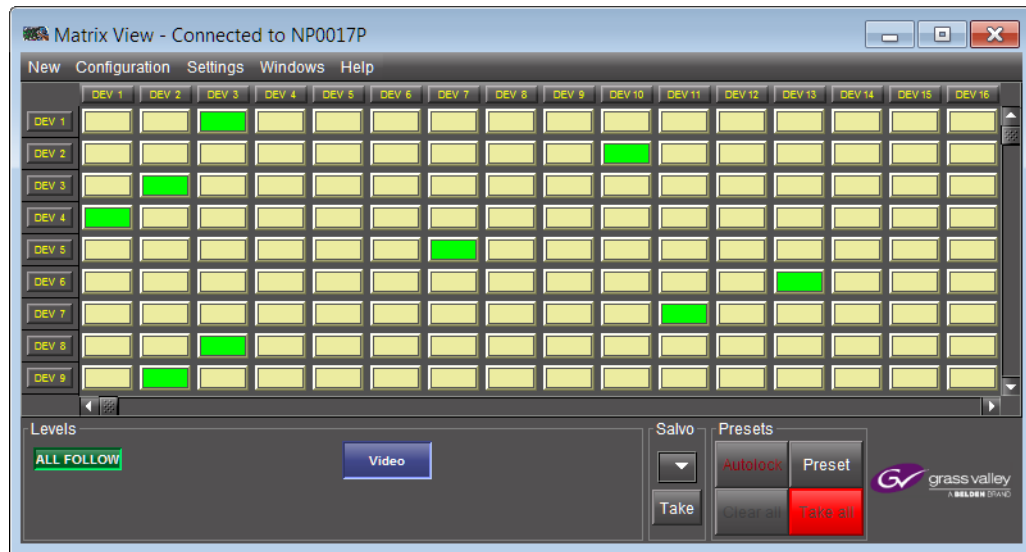 Matrix View - Connected to NP0017P
New Configuration Settings Windows Help
DEV 1 DEV 2 DEV 3 DEV 4 DEV 5 DEV 6 DEV 7 DEV 8 DEV 9 DEV 10 DEV 11 DEV 12 DEV 13 DEV 14 DEV 15 DEV 16
DEV 1
DEV 2
DEV 3
DEV 4
DEV 5
DEV 6
DEV 7
DEV 8
DEV 9
Levels
ALL FOLLOW
Video
Salvo
Take
Presets
Autolock Preset
Clear all Take all
grass valley
A BELDEN BRAND